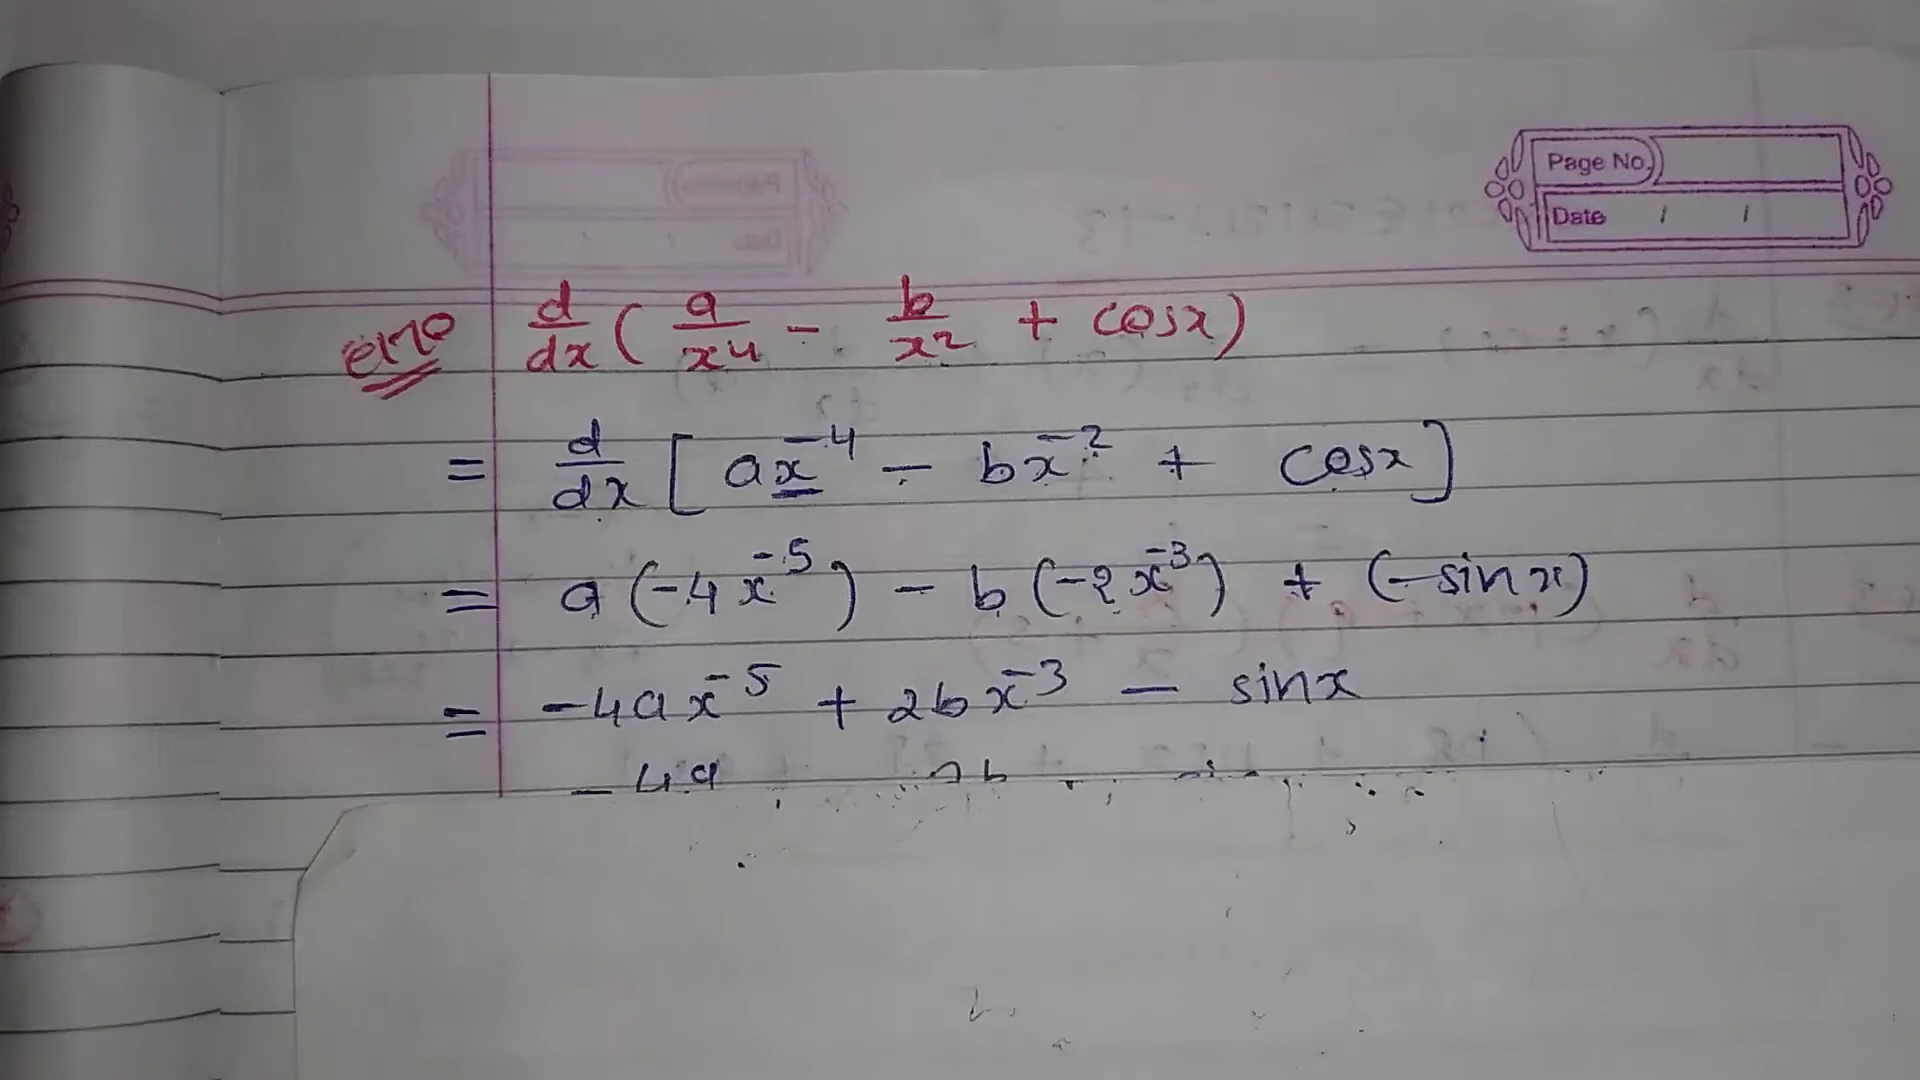 Page No.
Date / /
d/dx ( a/x⁴ - b/x² + cosx )
= d/dx [ ax⁻⁴ - bx⁻² + cosx ]
= a(-4x⁻⁵) - b(-2x⁻³) + (-sinx)
= -4ax⁻⁵ + 2bx⁻³ - sinx